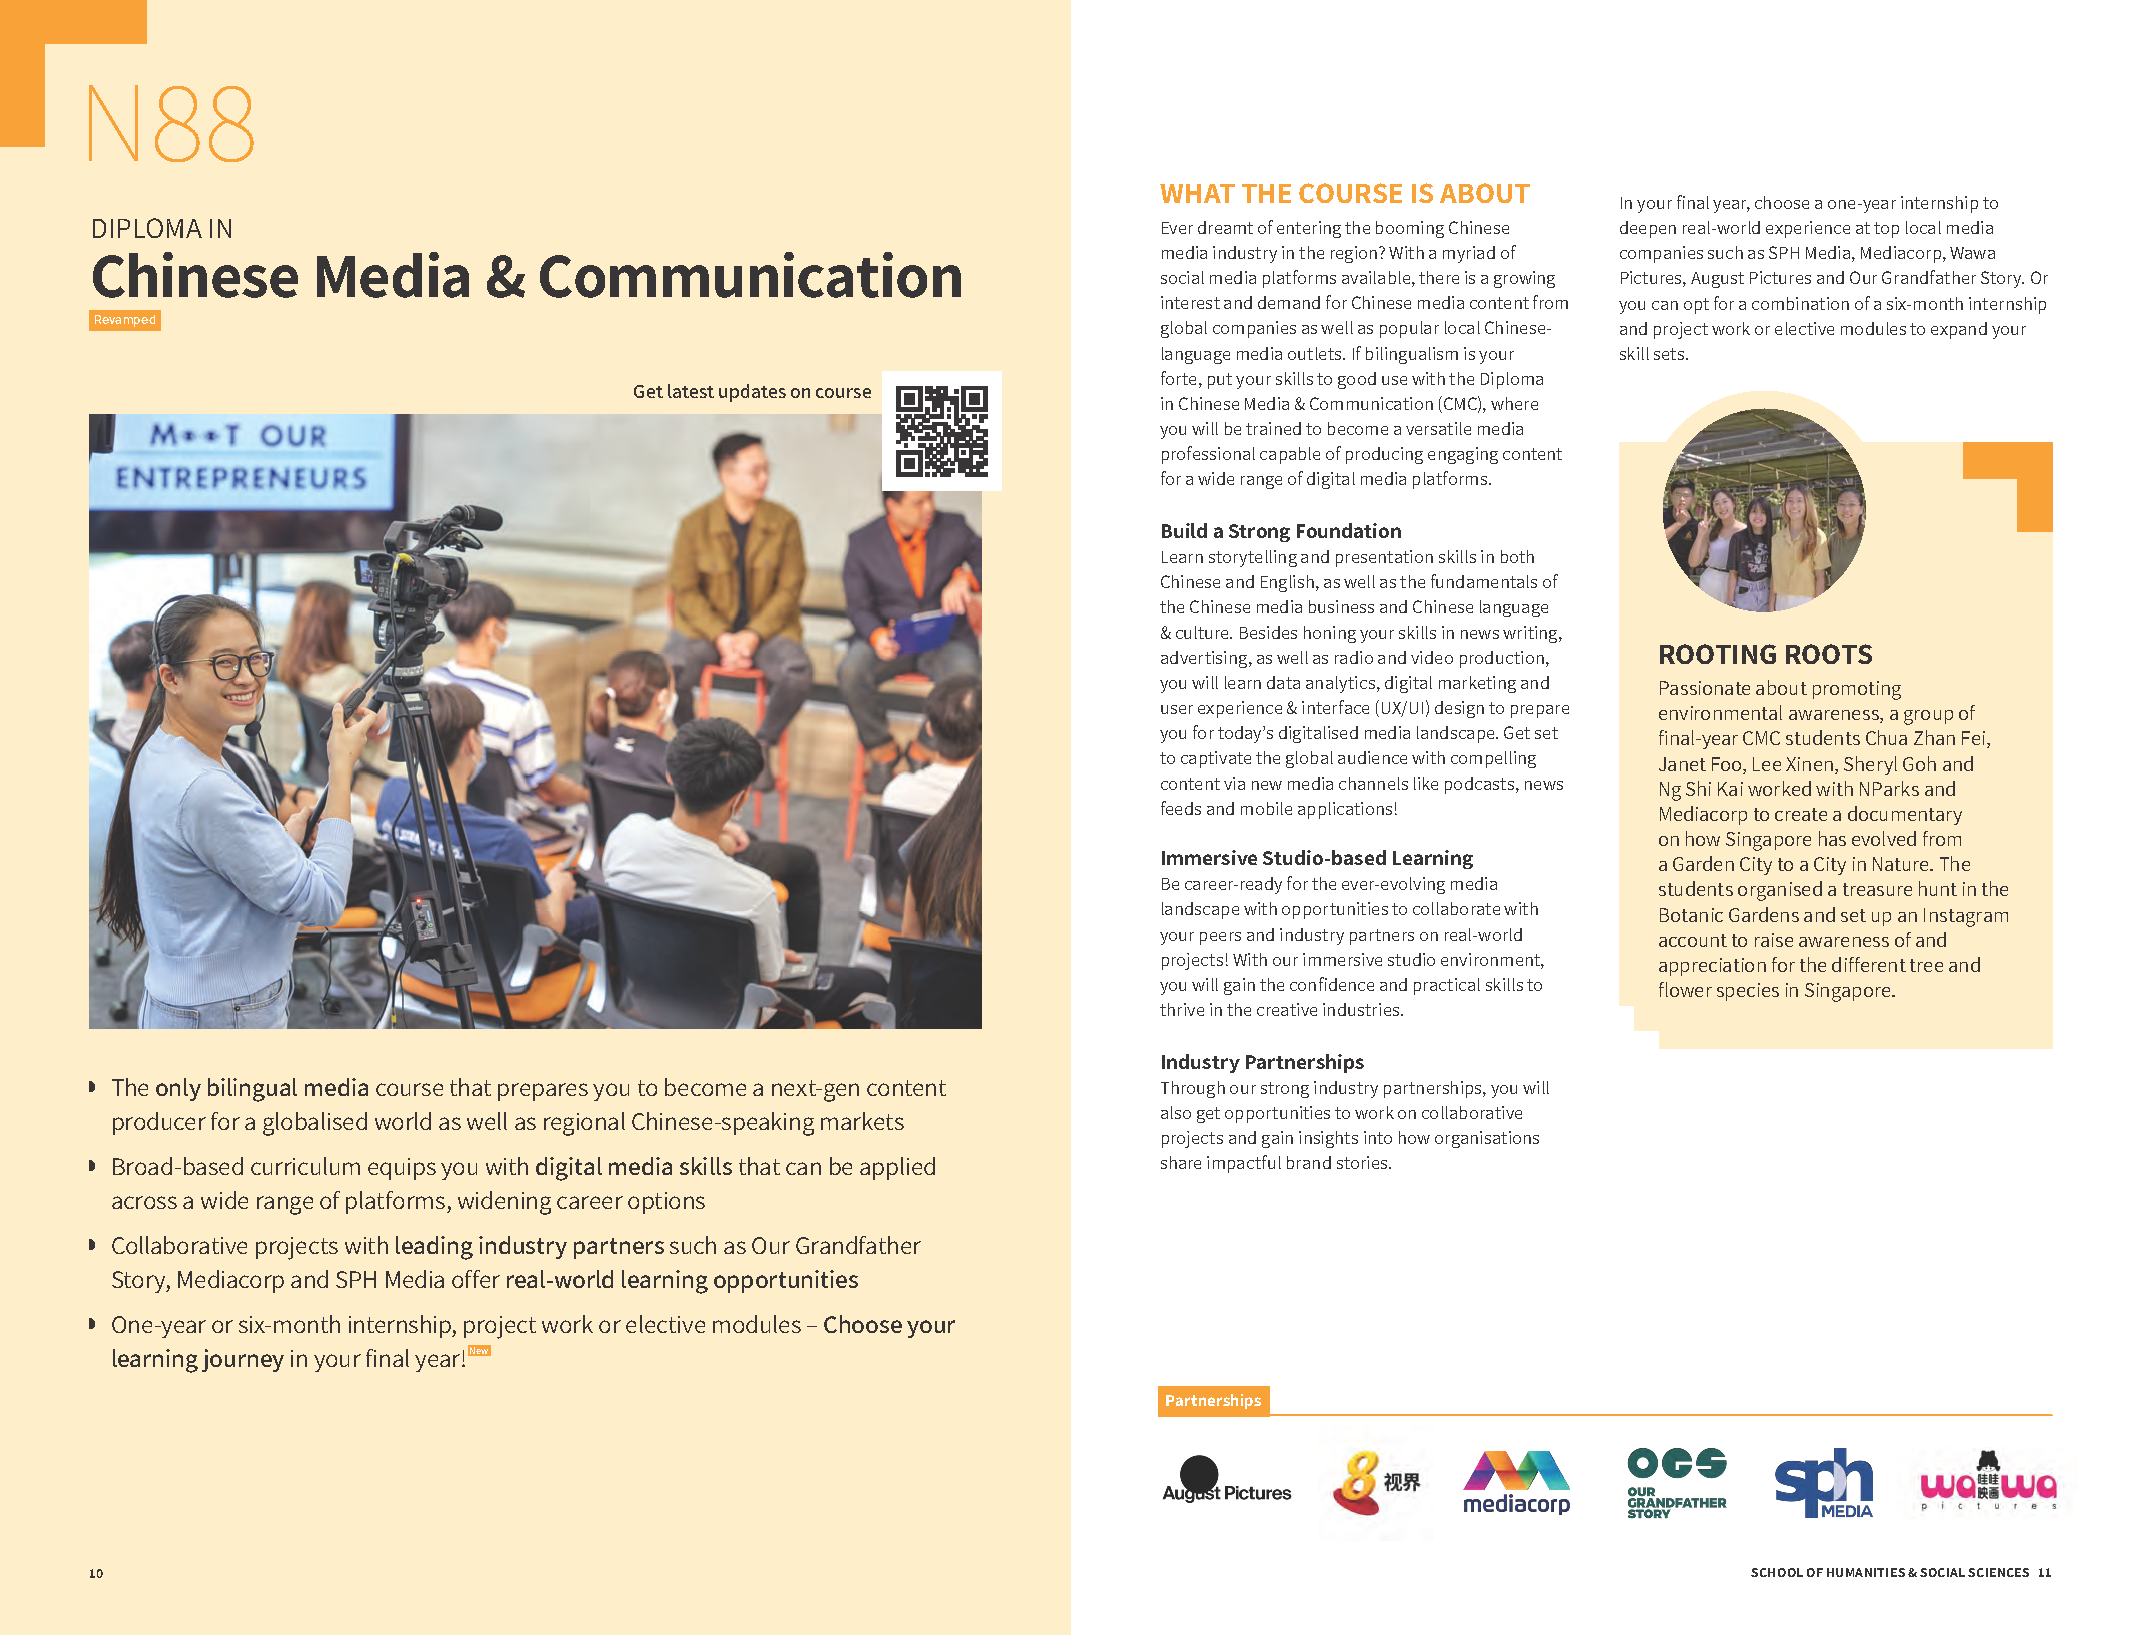 N88
DIPLOMA IN
Chinese Media & Communication
Revamped
Get latest updates on course
M●●T OUR
ENTREPRENEURS
The only bilingual media course that prepares you to become a next-gen content
producer for a globalised world as well as regional Chinese-speaking markets
Broad-based curriculum equips you with digital media skills that can be applied
across a wide range of platforms, widening career options
Collaborative projects with leading industry partners such as Our Grandfather
Story, Mediacorp and SPH Media offer real-world learning opportunities
One-year or six-month internship, project work or elective modules – Choose your
learning journey in your final year! New
10
WHAT THE COURSE IS ABOUT
Ever dreamt of entering the booming Chinese
media industry in the region? With a myriad of
social media platforms available, there is a growing
interest and demand for Chinese media content from
global companies as well as popular local Chinese-
language media outlets. If bilingualism is your
forte, put your skills to good use with the Diploma
in Chinese Media & Communication (CMC), where
you will be trained to become a versatile media
professional capable of producing engaging content
for a wide range of digital media platforms.
Build a Strong Foundation
Learn storytelling and presentation skills in both
Chinese and English, as well as the fundamentals of
the Chinese media business and Chinese language
& culture. Besides honing your skills in news writing,
advertising, as well as radio and video production,
you will learn data analytics, digital marketing and
user experience & interface (UX/UI) design to prepare
you for today's digitalised media landscape. Get set
to captivate the global audience with compelling
content via new media channels like podcasts, news
feeds and mobile applications!
Immersive Studio-based Learning
Be career-ready for the ever-evolving media
landscape with opportunities to collaborate with
your peers and industry partners on real-world
projects! With our immersive studio environment,
you will gain the confidence and practical skills to
thrive in the creative industries.
Industry Partnerships
Through our strong industry partnerships, you will
also get opportunities to work on collaborative
projects and gain insights into how organisations
share impactful brand stories.
In your final year, choose a one-year internship to
deepen real-world experience at top local media
companies such as SPH Media, Mediacorp, Wawa
Pictures, August Pictures and Our Grandfather Story. Or
you can opt for a combination of a six-month internship
and project work or elective modules to expand your
skill sets.
ROOTING ROOTS
Passionate about promoting
environmental awareness, a group of
final-year CMC students Chua Zhan Fei,
Janet Foo, Lee Xinen, Sheryl Goh and
Ng Shi Kai worked with NParks and
Mediacorp to create a documentary
on how Singapore has evolved from
a Garden City to a City in Nature. The
students organised a treasure hunt in the
Botanic Gardens and set up an Instagram
account to raise awareness of and
appreciation for the different tree and
flower species in Singapore.
Partnerships
August Pictures
8视界
mediacorp
OGS
OUR
GRANDFATHER
STORY
sph
MEDIA
wa哇哇映画wa
pictures
SCHOOL OF HUMANITIES & SOCIAL SCIENCES 11